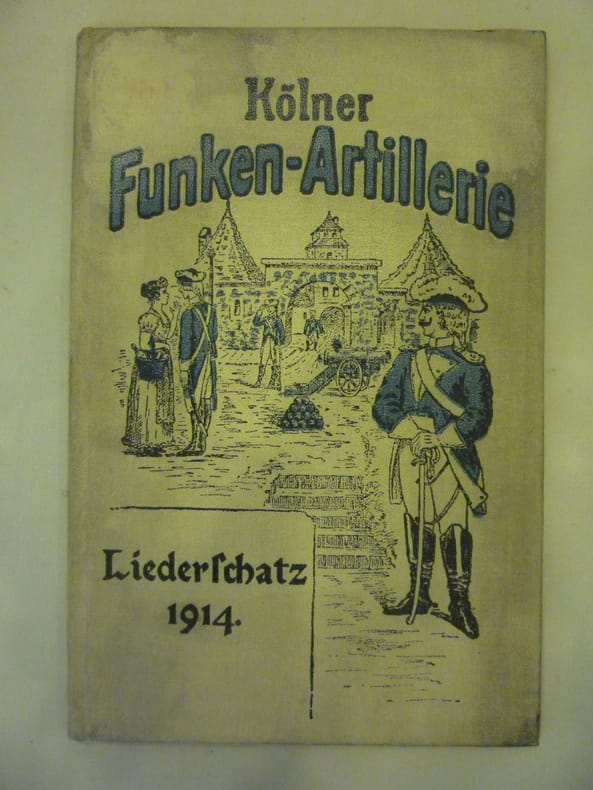 Kölner
Funken-Artillerie
Liederſchatz
1914.